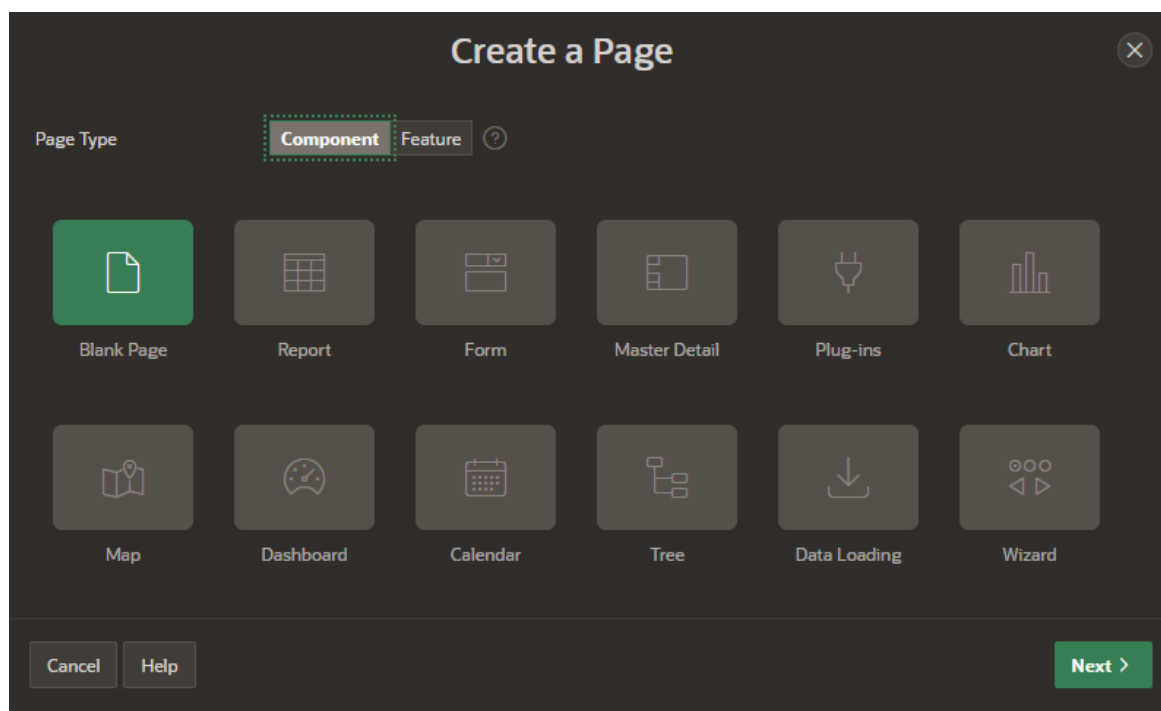 Create a Page
Page Type
Component Feature ?
Blank Page Report Form Master Detail Plug-ins Chart
Map Dashboard Calendar Tree Data Loading Wizard
Cancel Help Next